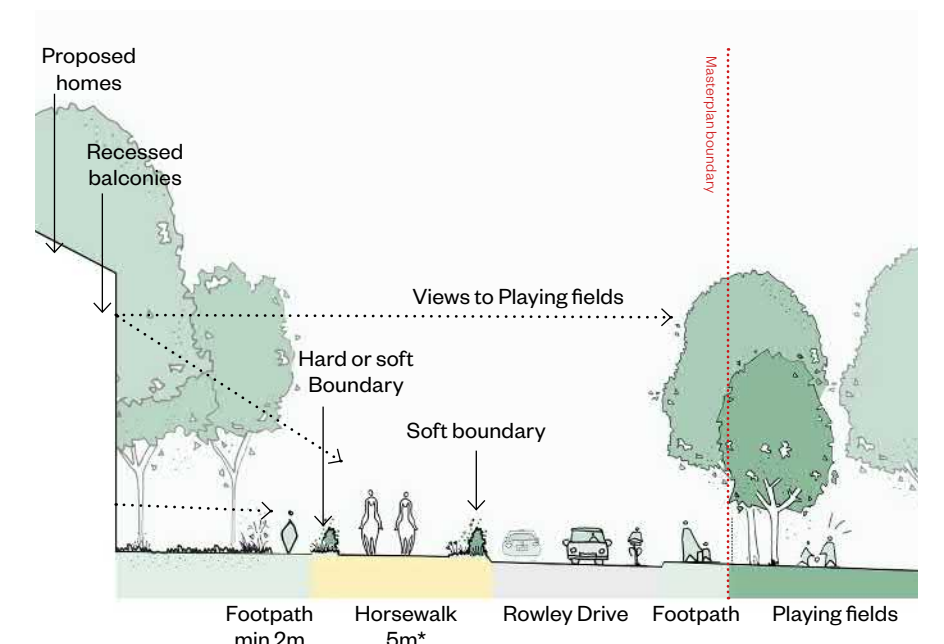 Proposed
homes
Recessed
balconies
Masterplan boundary
Views to Playing fields
Hard or soft
Boundary
Soft boundary
Footpath
min 2m
Horsewalk
5m*
Rowley Drive
Footpath
Playing fields